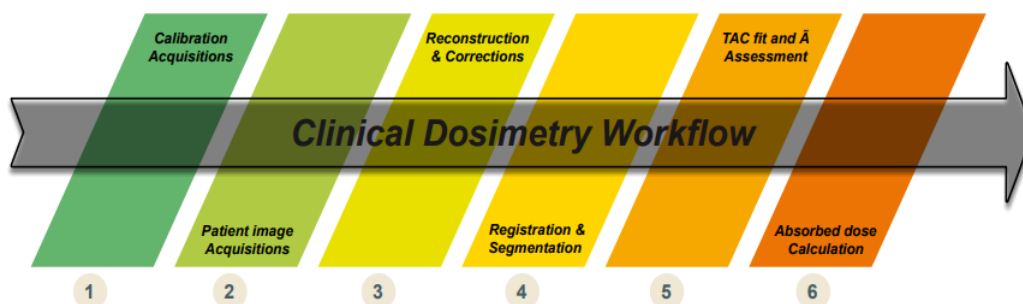 Calibration
Acquisitions
Reconstruction
& Corrections
TAC fit and Ã
Assessment
Clinical Dosimetry Workflow
Patient image
Acquisitions
Registration &
Segmentation
Absorbed dose
Calculation
1
2
3
4
5
6